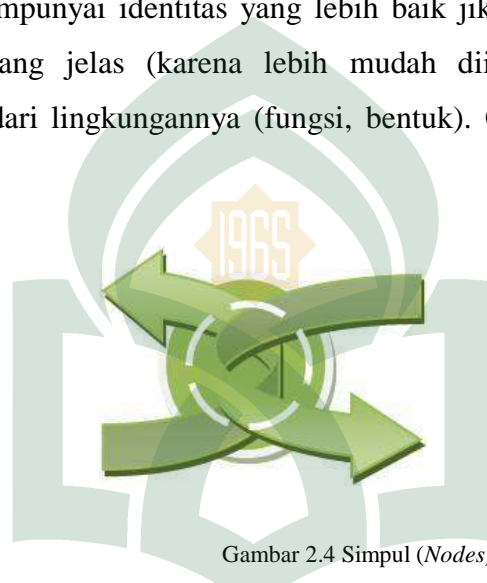 mpunyai identitas yang lebih baik jik
ang jelas (karena lebih mudah dii
dari lingkungannya (fungsi, bentuk).
1965
Gambar 2.4 Simpul (Nodes)